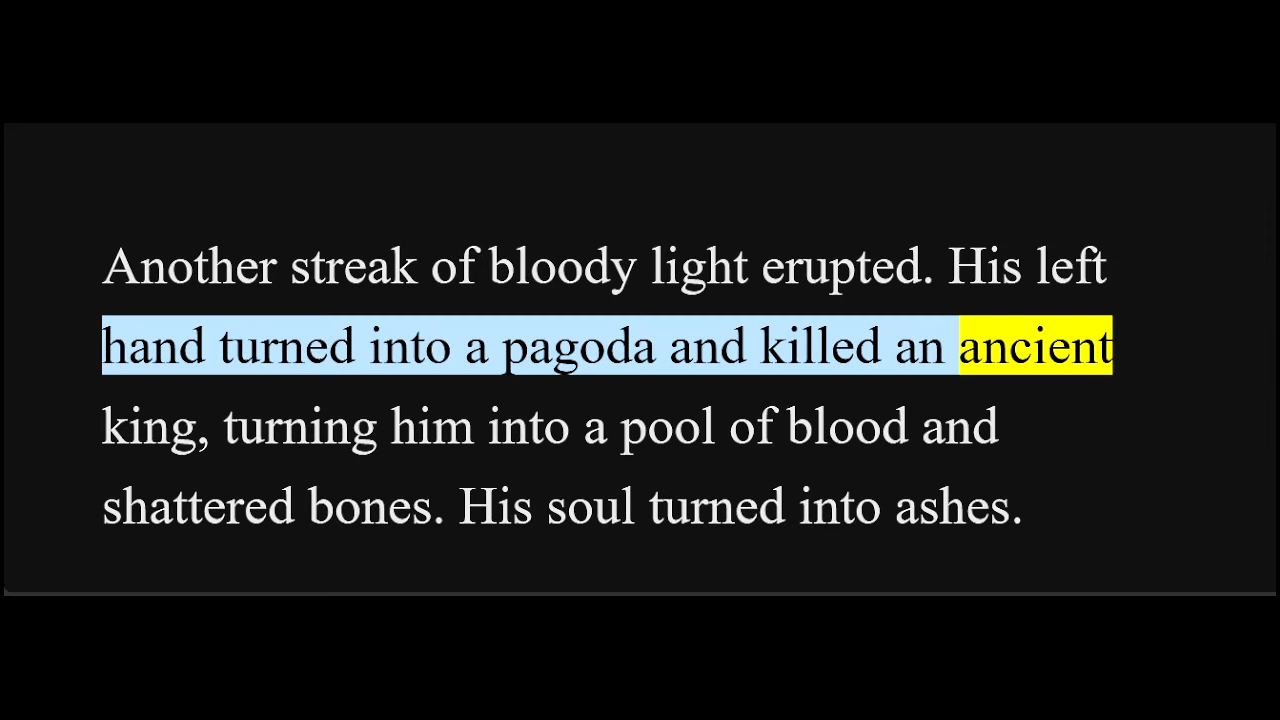 Another streak of bloody light erupted. His left
hand turned into a pagoda and killed an ancient
king, turning him into a pool of blood and
shattered bones. His soul turned into ashes.